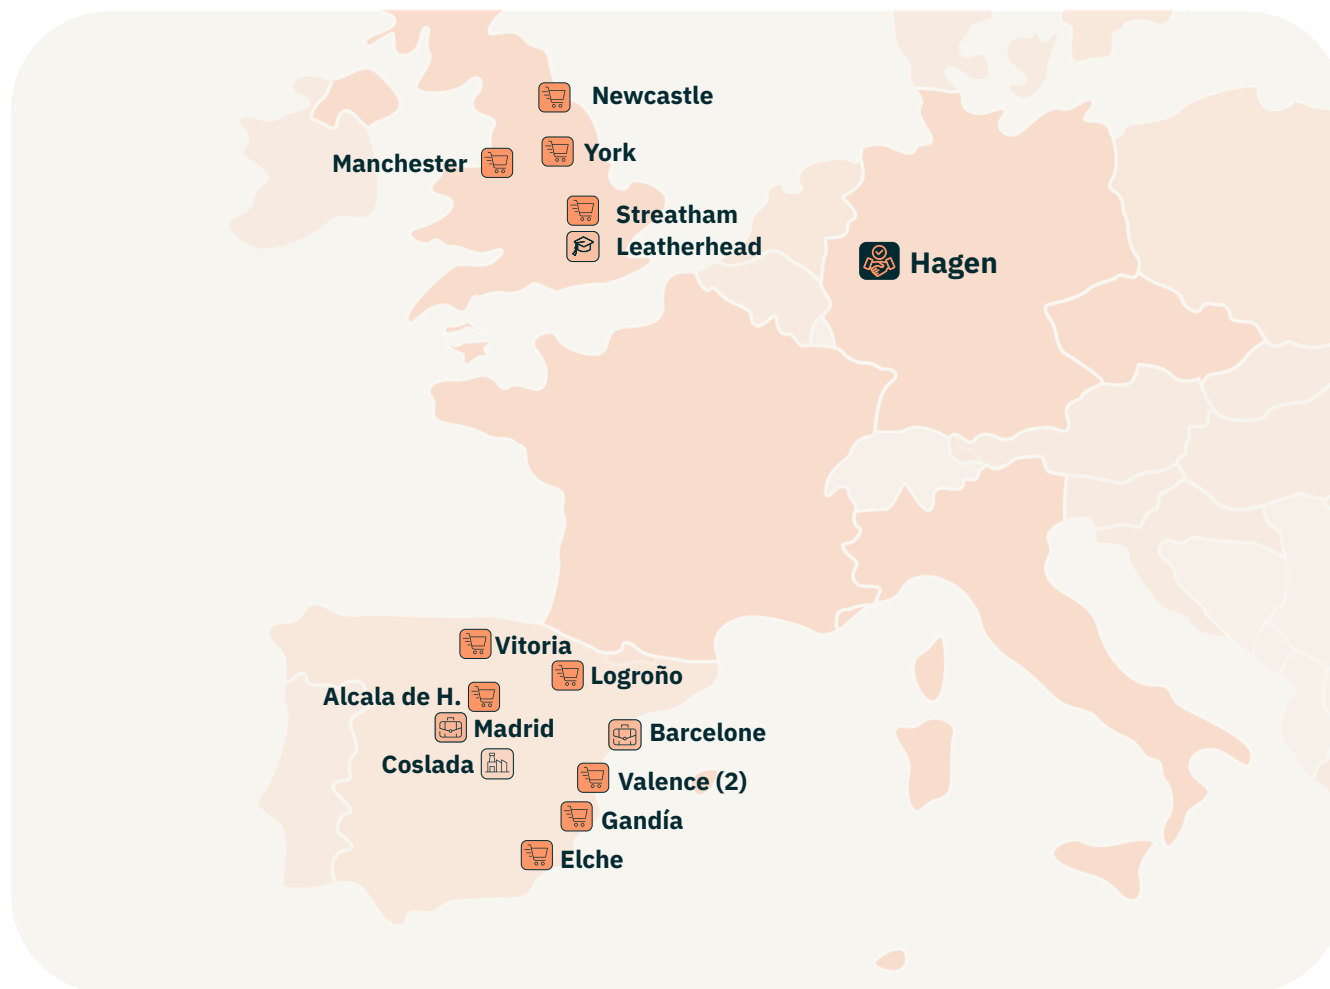 Newcastle
York
Manchester
Streatham
Leatherhead
Hagen
Vitoria
Logroño
Alcala de H.
Madrid
Barcelone
Coslada
Valence (2)
Gandía
Elche